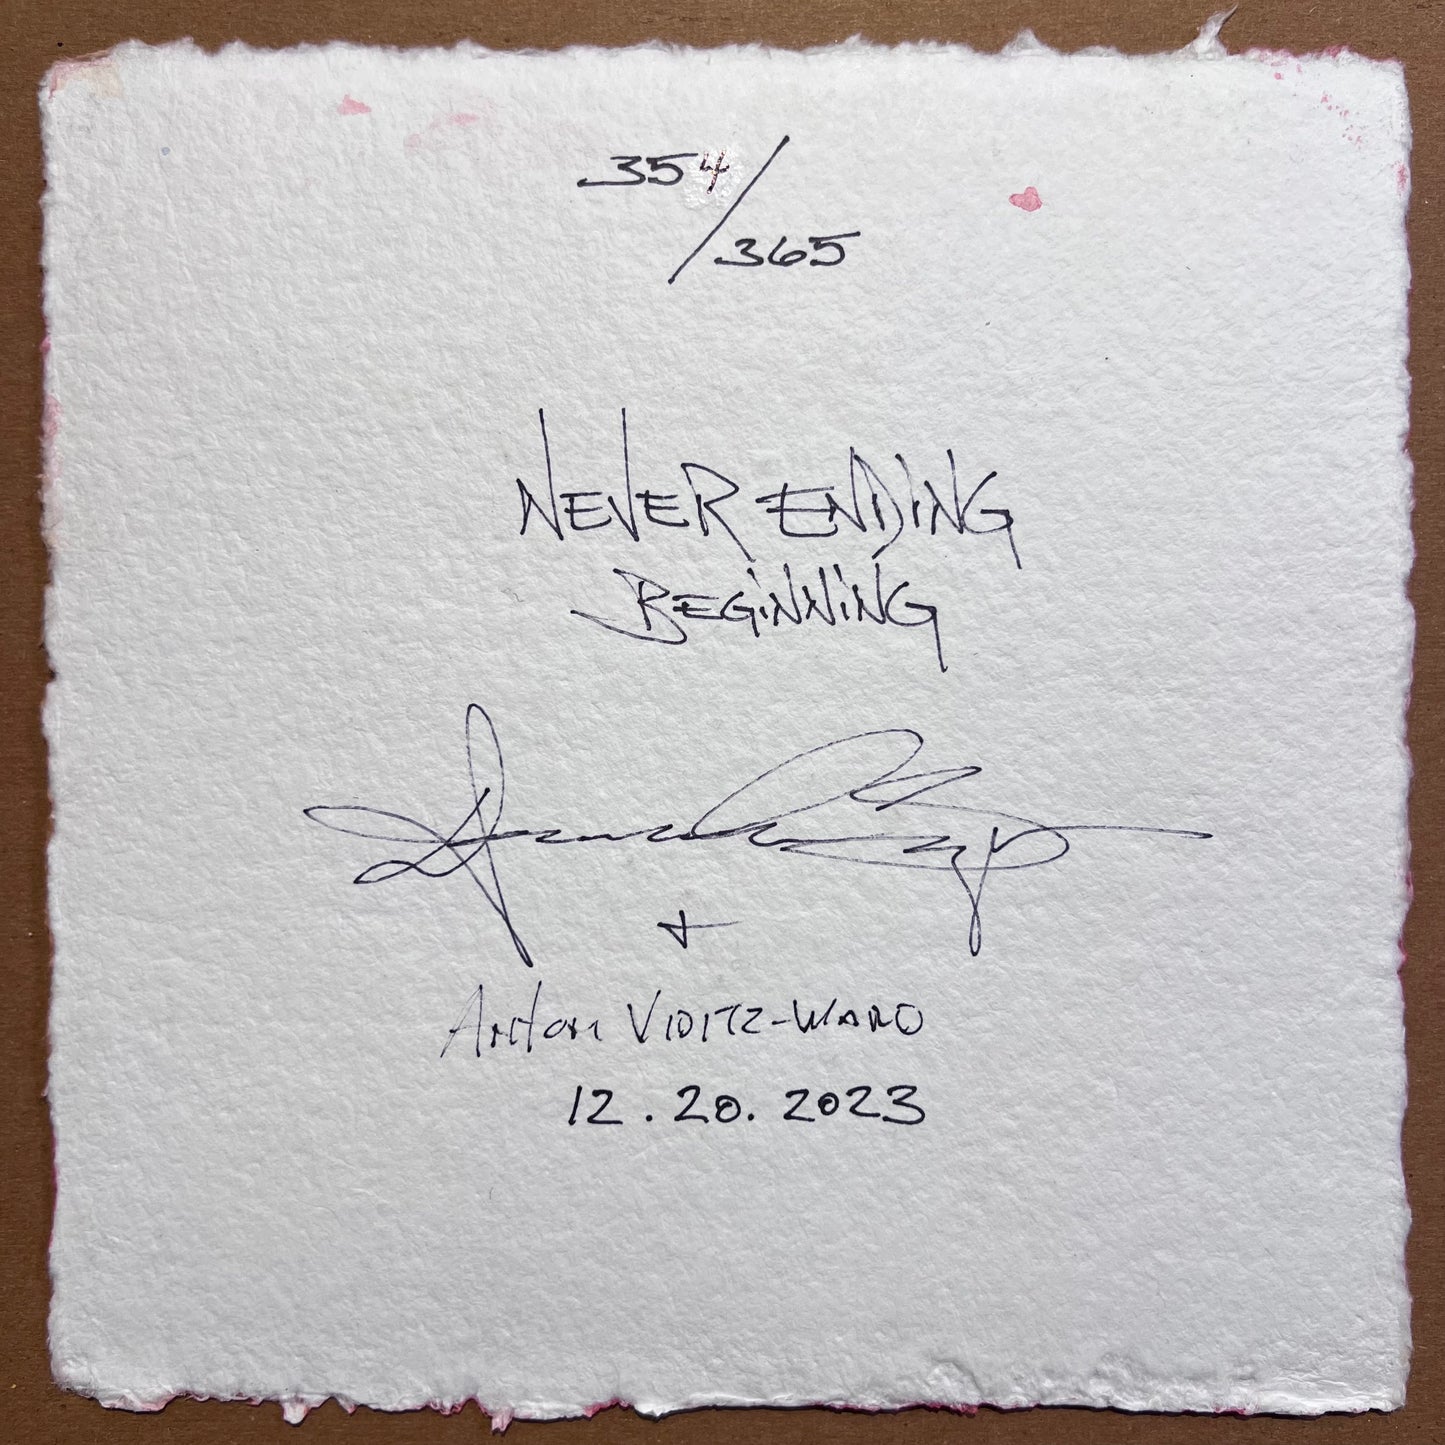 354/365
NEVER ENDING
BEGINNING
+
Anton VIDITZ-WARD
12.20.2023